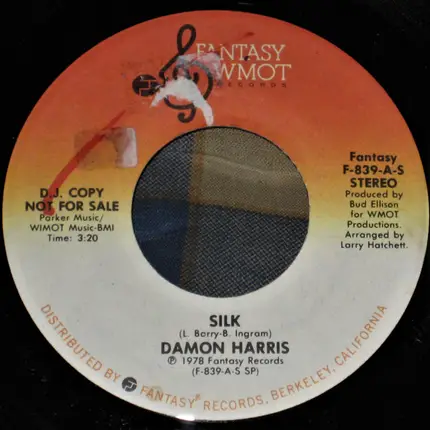 FANTASY
WMOT
RECORDS
D.J. COPY
NOT FOR SALE
Parker Music/
WIMOT Music-BMI
Time: 3:20
Fantasy
F-839-A-S
STEREO
Produced by
Bud Ellison
for WMOT
Productions.
Arranged by
Larry Hatchett.
SILK
(L. Barry-B. Ingram)
DAMON HARRIS
℗ 1978 Fantasy Records
(F-839-A-S SP)
DISTRIBUTED BY FANTASY RECORDS, BERKELEY, CALIFORNIA